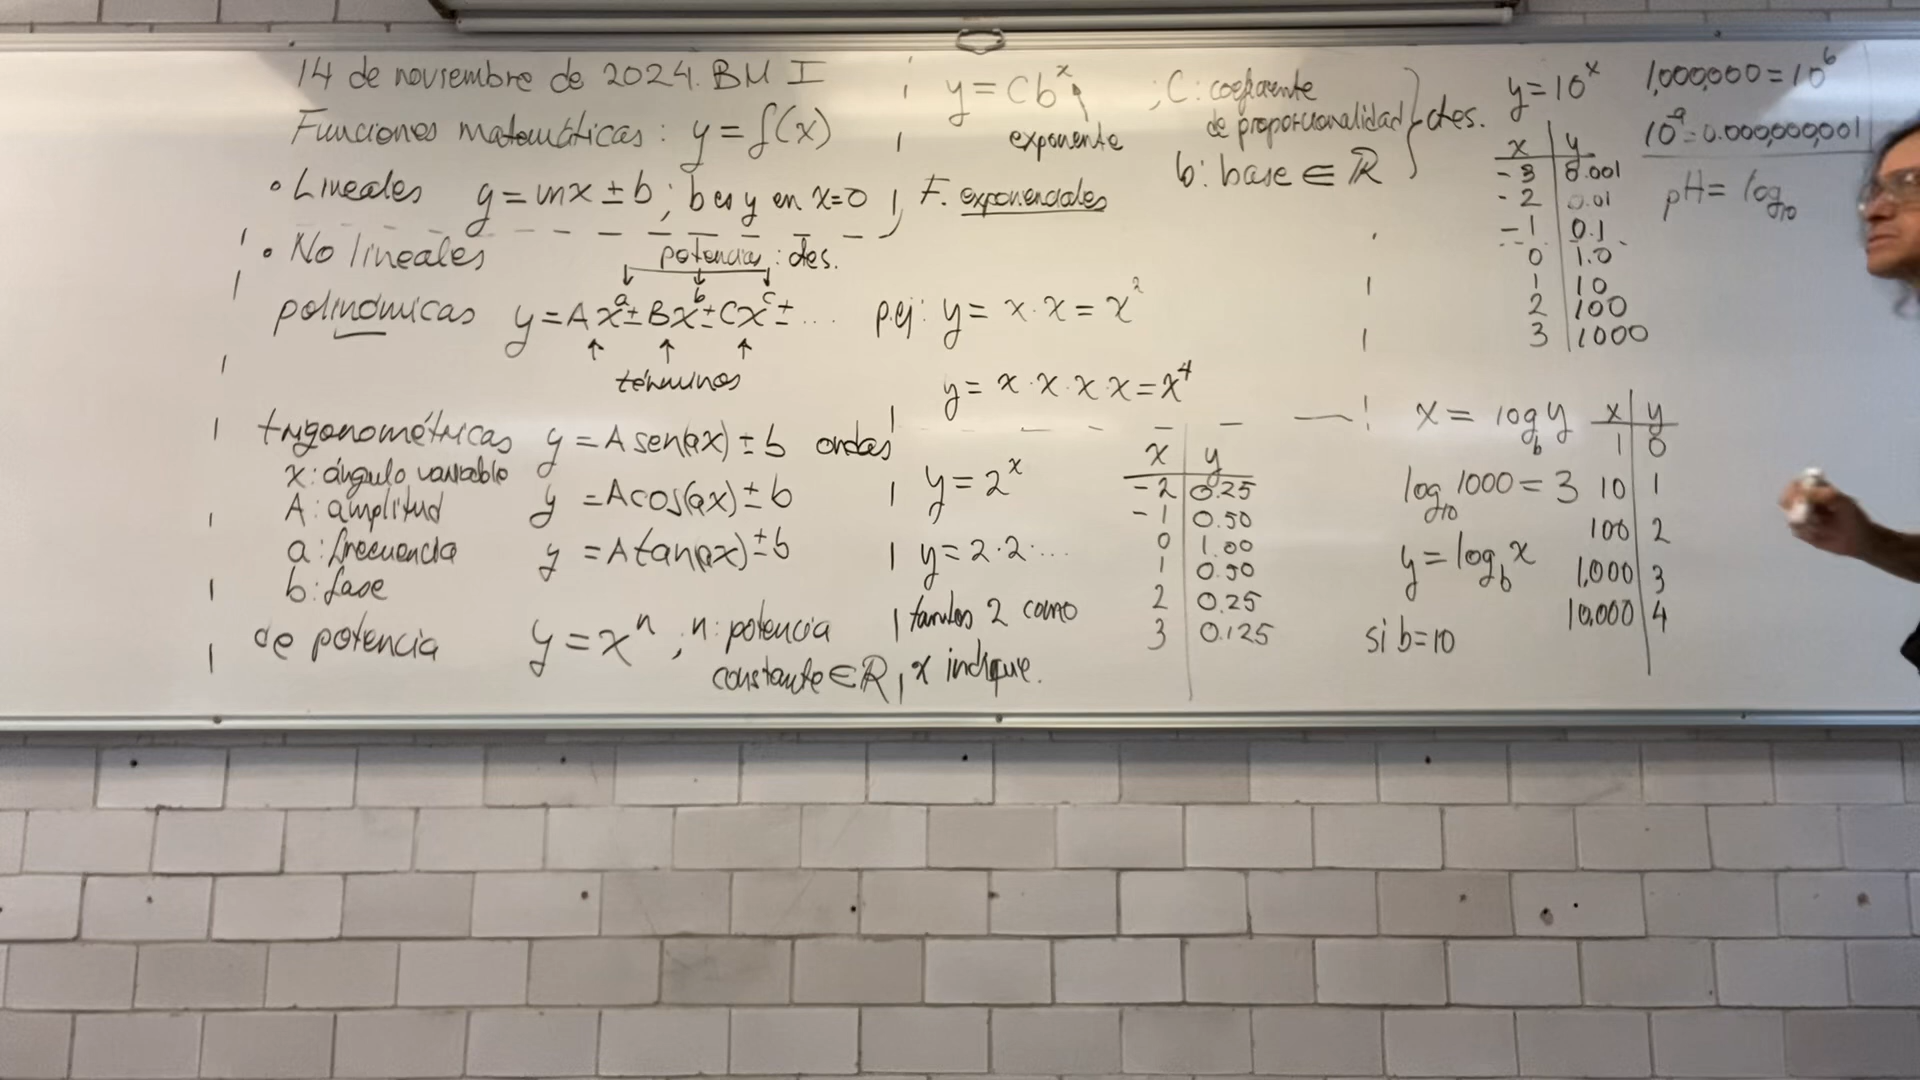 14 de noviembre de 2024. BM I
Funciones matemáticas: y = f(x)
• Lineales y = mx ± b ; b es y en x=0
• No lineales
potencias: ctes.
polinómicas y = Ax^a ± Bx^b ± Cx^c ± ...
términos
p.ej: y = x·x = x^2
y = x·x·x·x = x^4
trigonométricas y = A sen(ax) ± b ondas
x: ángulo variable
y = A cos(ax) ± b
A: amplitud
a: frecuencia
y = A tan(ax) ± b
b: fase
de potencia y = x^n ; n: potencia
constante ∈ ℝ
y = Cb^x
exponente
; C: coeficiente
de proporcionalidad
b: base ∈ ℝ
ctes.
F. exponenciales
y = 2^x
y = 2·2·...
tantos 2 como
x indique.
x | y
-2 | 0.25
-1 | 0.50
0 | 1.00
1 | 0.50
2 | 0.25
3 | 0.125
y = 10^x
x | y
-3 | 0.001
-2 | 0.01
-1 | 0.1
0 | 1.0
1 | 10
2 | 100
3 | 1000
1,000,000 = 10^6
10^-9 = 0.000,000,001
pH = log_10
x = log_b y
log_10 1000 = 3
y = log_b x
si b=10
x | y
1 | 0
10 | 1
100 | 2
1,000 | 3
10,000 | 4